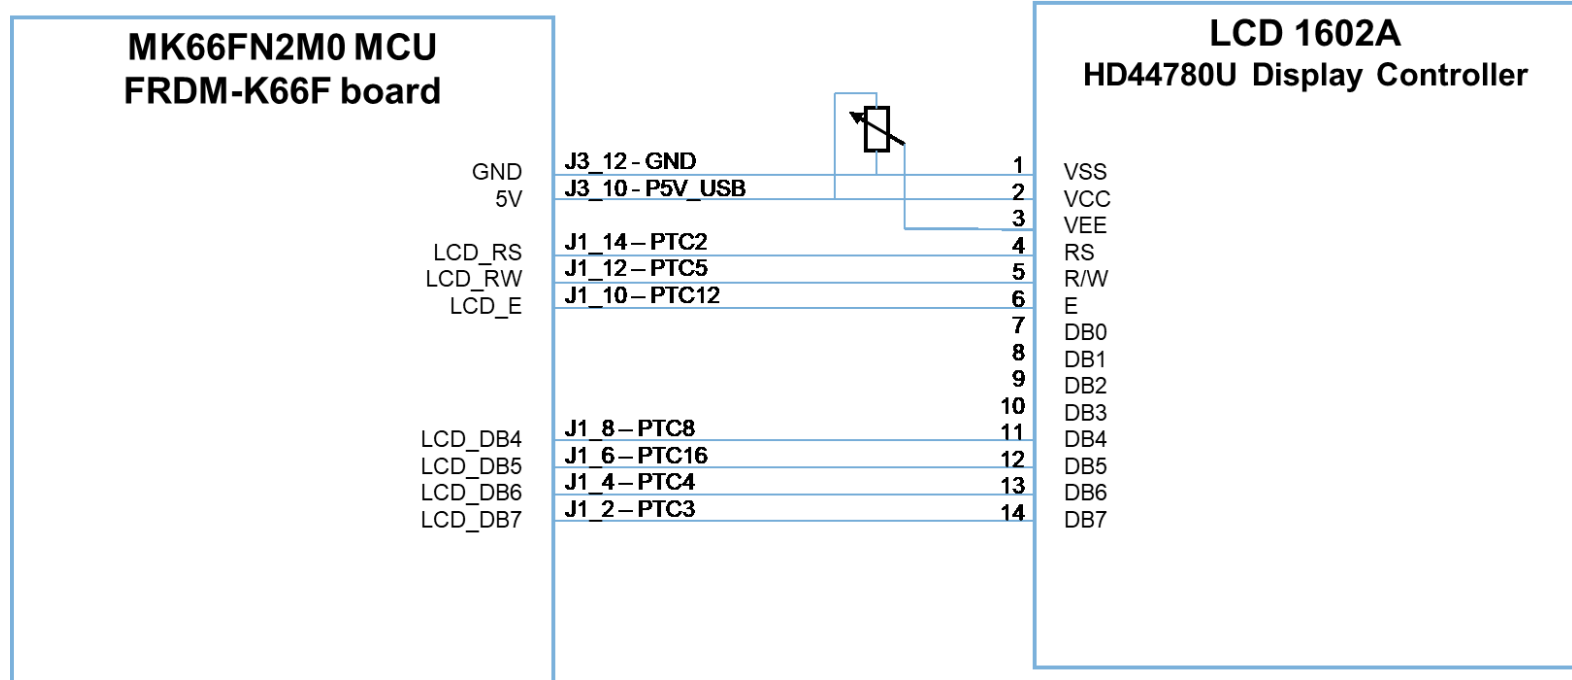 MK66FN2M0 MCU
FRDM-K66F board
GND
5V
LCD_RS
LCD_RW
LCD_E
LCD_DB4
LCD_DB5
LCD_DB6
LCD_DB7
J3_12 - GND
J3_10 - P5V_USB
J1_14 – PTC2
J1_12 – PTC5
J1_10 – PTC12
J1_8 – PTC8
J1_6 – PTC16
J1_4 – PTC4
J1_2 – PTC3
LCD 1602A
HD44780U Display Controller
1 VSS
2 VCC
3 VEE
4 RS
5 R/W
6 E
7 DB0
8 DB1
9 DB2
10 DB3
11 DB4
12 DB5
13 DB6
14 DB7